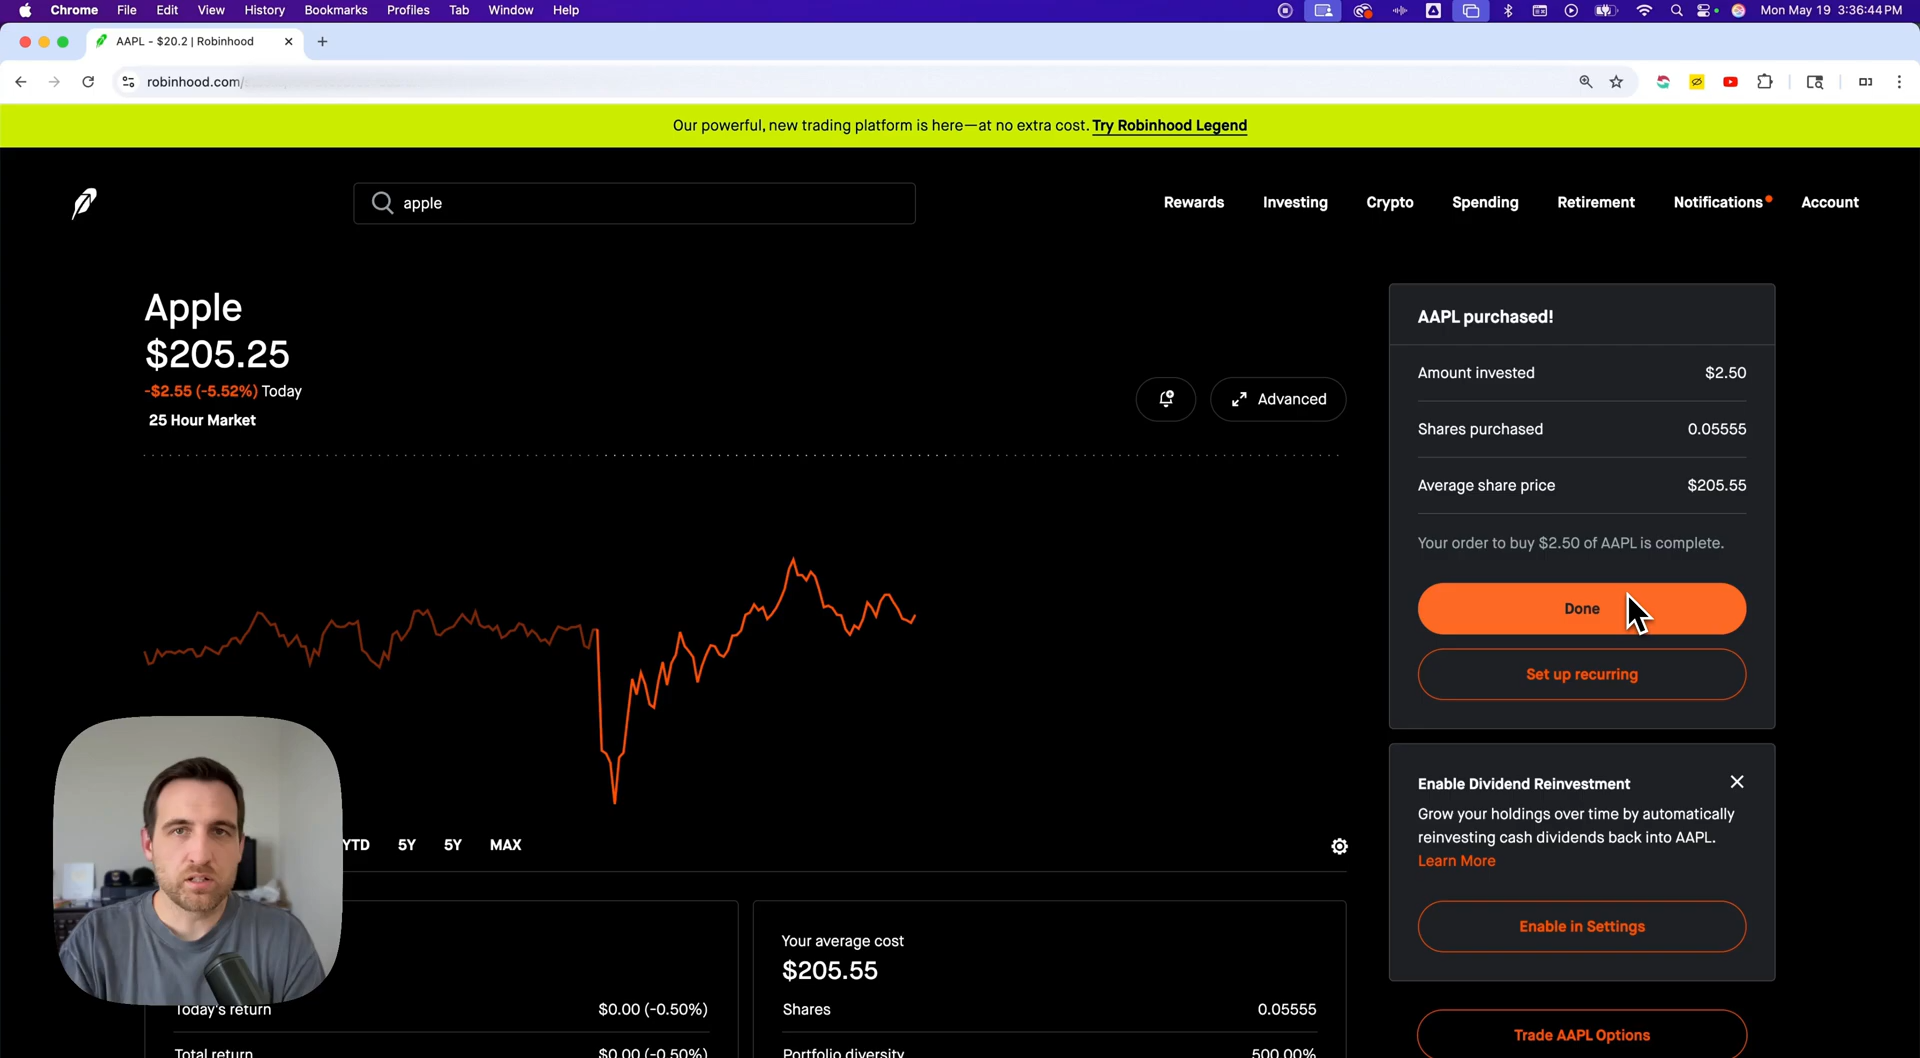 Chrome File Edit View History Bookmarks Profiles Tab Window Help
Mon May 19 3:36:44 PM
AAPL - $20.2 | Robinhood
robinhood.com/
Our powerful, new trading platform is here—at no extra cost. Try Robinhood Legend
apple
Rewards Investing Crypto Spending Retirement Notifications Account
Apple
$205.25
-$2.55 (-5.52%) Today
25 Hour Market
Advanced
YTD 5Y 5Y MAX
Today's return $0.00 (-0.50%)
Total return $0.00 (-0.50%)
Your average cost
$205.55
Shares 0.05555
Portfolio diversity 500.00%
AAPL purchased!
Amount invested $2.50
Shares purchased 0.05555
Average share price $205.55
Your order to buy $2.50 of AAPL is complete.
Done
Set up recurring
Enable Dividend Reinvestment
Grow your holdings over time by automatically
reinvesting cash dividends back into AAPL.
Learn More
Enable in Settings
Trade AAPL Options